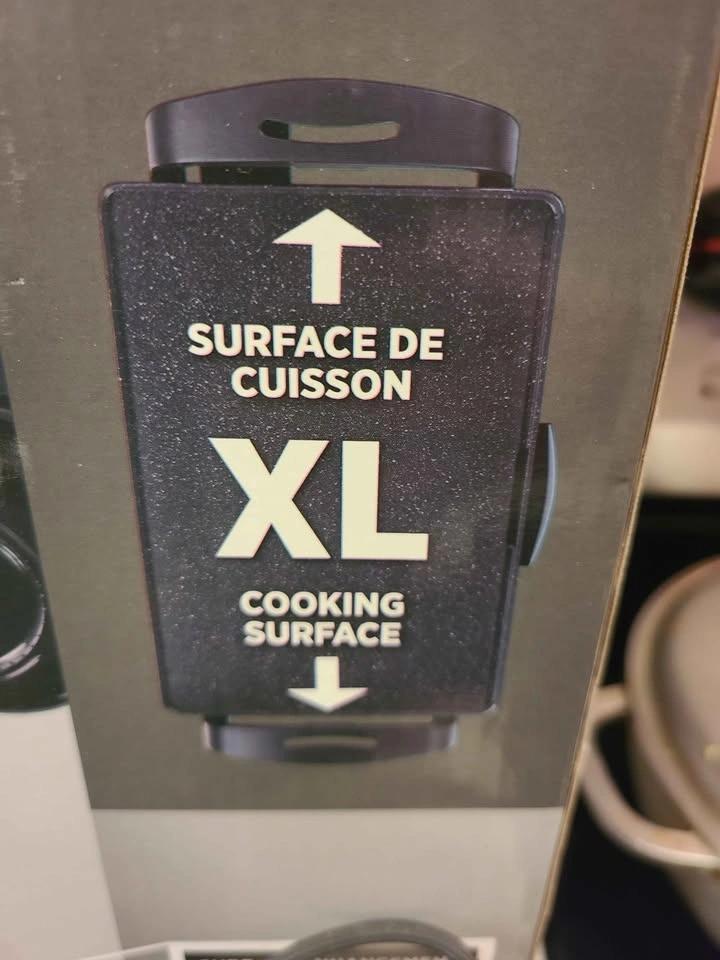 SURFACE DE
CUISSON
XL
COOKING
SURFACE